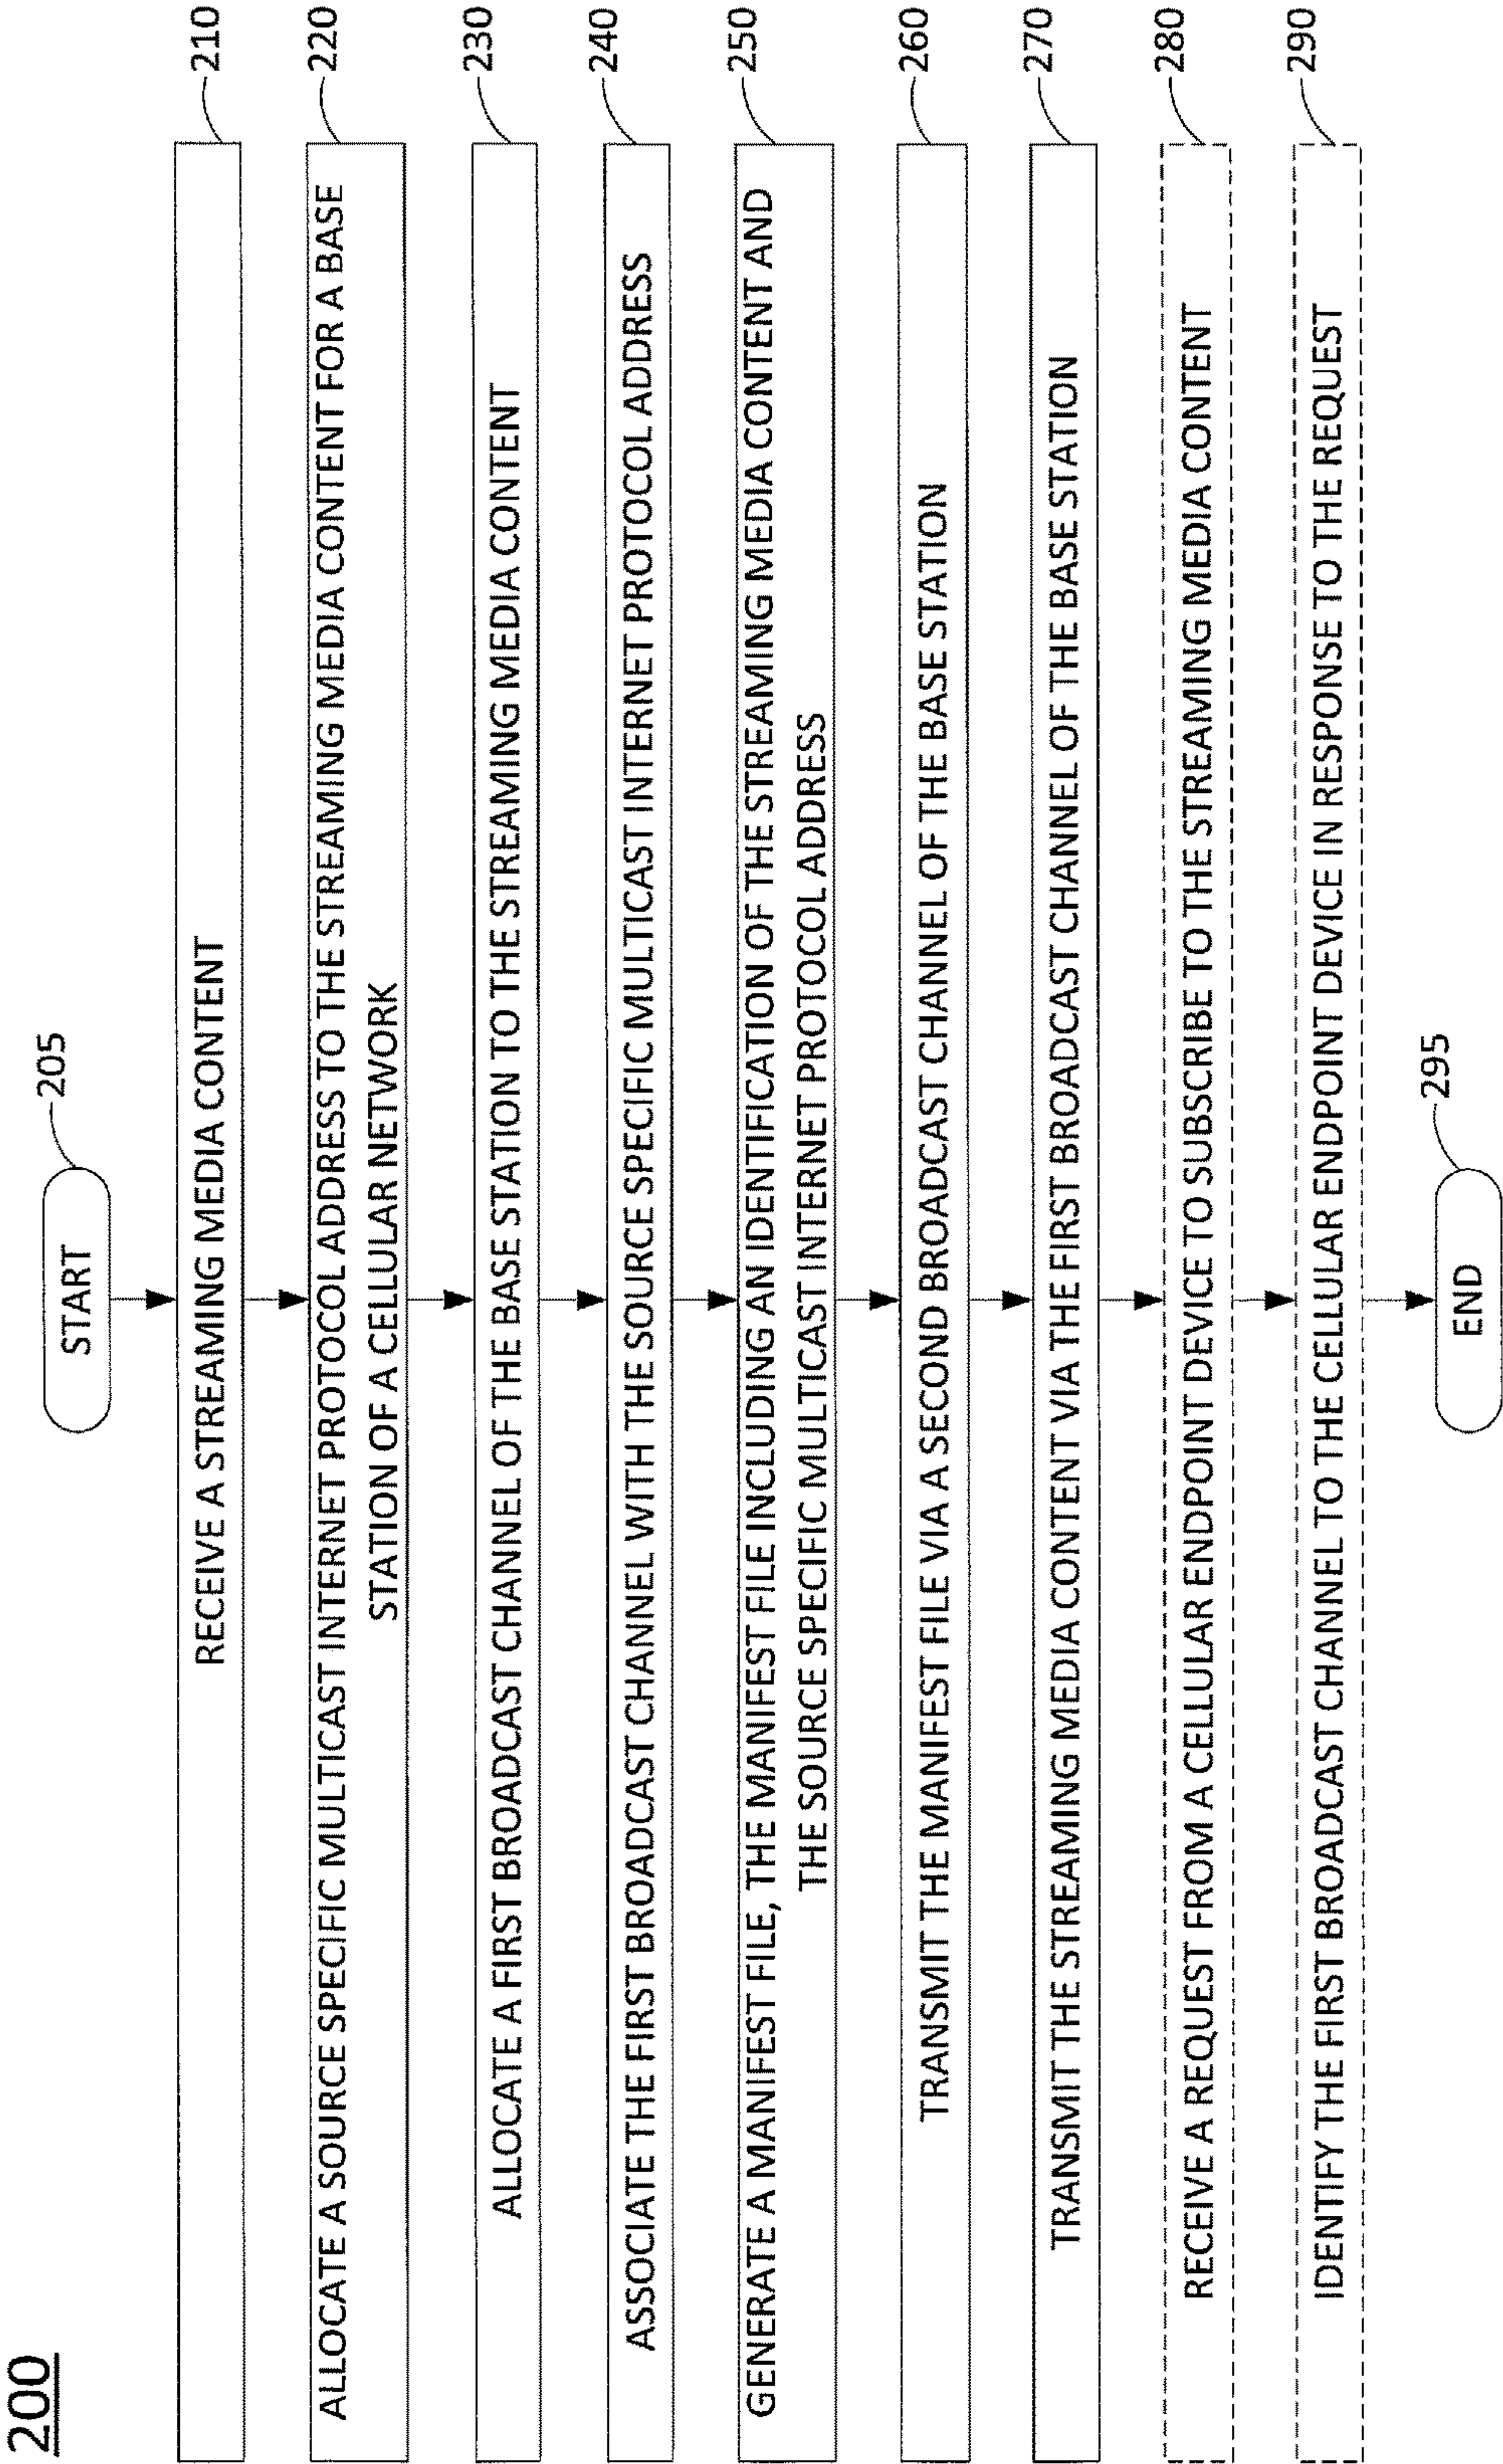 200
START
205
RECEIVE A STREAMING MEDIA CONTENT
210
ALLOCATE A SOURCE SPECIFIC MULTICAST INTERNET PROTOCOL ADDRESS TO THE STREAMING MEDIA CONTENT FOR A BASE
STATION OF A CELLULAR NETWORK
220
ALLOCATE A FIRST BROADCAST CHANNEL OF THE BASE STATION TO THE STREAMING MEDIA CONTENT
230
ASSOCIATE THE FIRST BROADCAST CHANNEL WITH THE SOURCE SPECIFIC MULTICAST INTERNET PROTOCOL ADDRESS
240
GENERATE A MANIFEST FILE, THE MANIFEST FILE INCLUDING AN IDENTIFICATION OF THE STREAMING MEDIA CONTENT AND
THE SOURCE SPECIFIC MULTICAST INTERNET PROTOCOL ADDRESS
250
TRANSMIT THE MANIFEST FILE VIA A SECOND BROADCAST CHANNEL OF THE BASE STATION
260
TRANSMIT THE STREAMING MEDIA CONTENT VIA THE FIRST BROADCAST CHANNEL OF THE BASE STATION
270
RECEIVE A REQUEST FROM A CELLULAR ENDPOINT DEVICE TO SUBSCRIBE TO THE STREAMING MEDIA CONTENT
280
IDENTIFY THE FIRST BROADCAST CHANNEL TO THE CELLULAR ENDPOINT DEVICE IN RESPONSE TO THE REQUEST
290
END
295